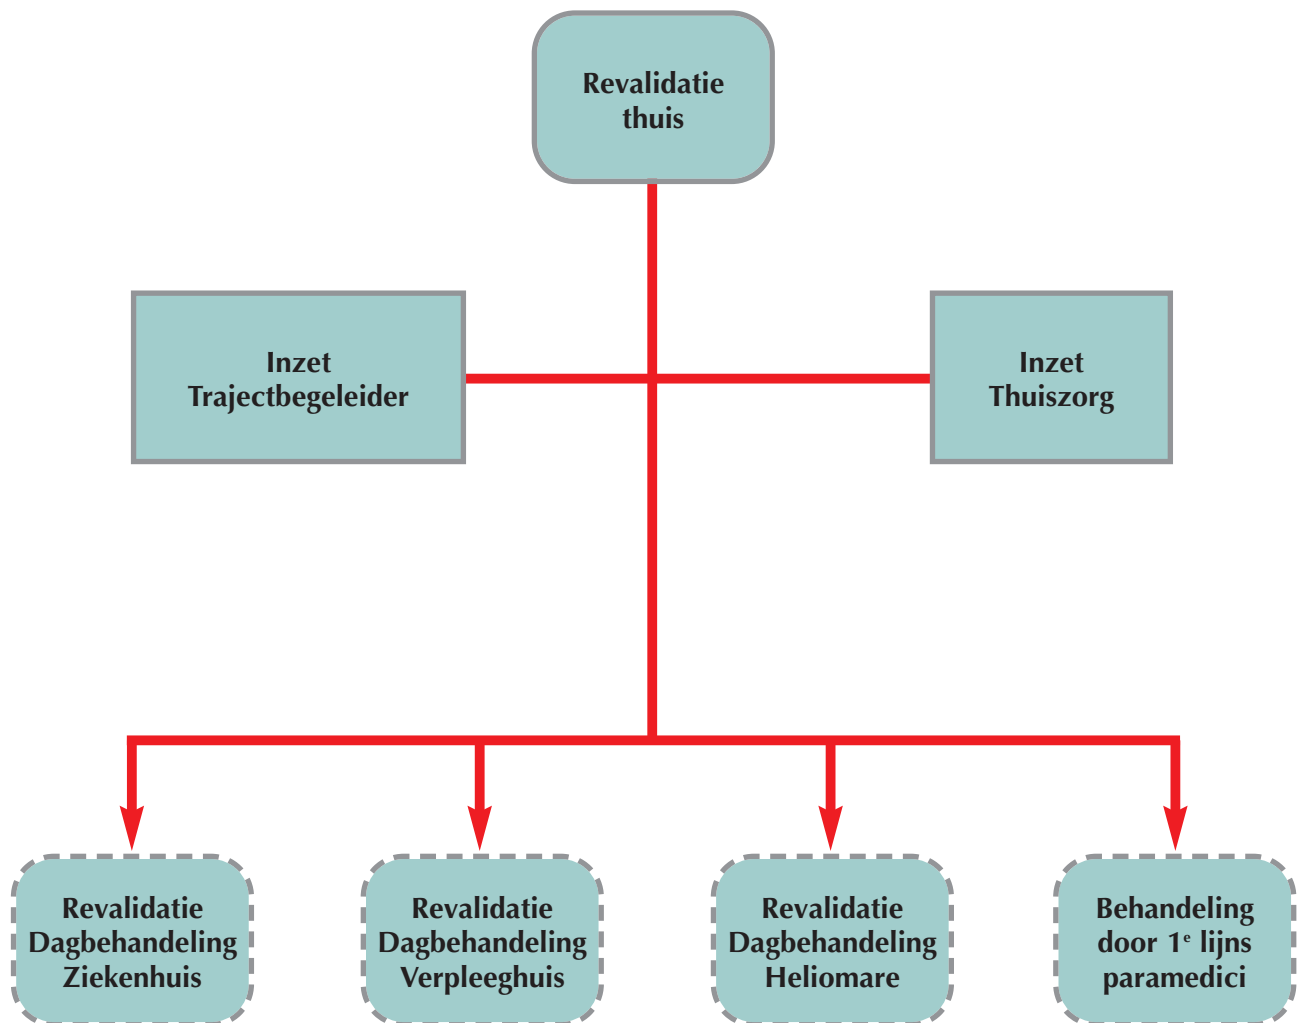 Revalidatie
thuis
Inzet
Trajectbegeleider
Inzet
Thuiszorg
Revalidatie
Dagbehandeling
Ziekenhuis
Revalidatie
Dagbehandeling
Verpleeghuis
Revalidatie
Dagbehandeling
Heliomare
Behandeling
door 1ᵉ lijns
paramedici